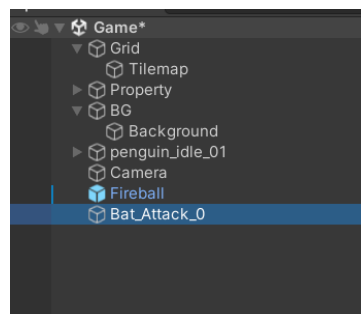 Game*
Grid
Tilemap
Property
BG
Background
penguin_idle_01
Camera
Fireball
Bat_Attack_0